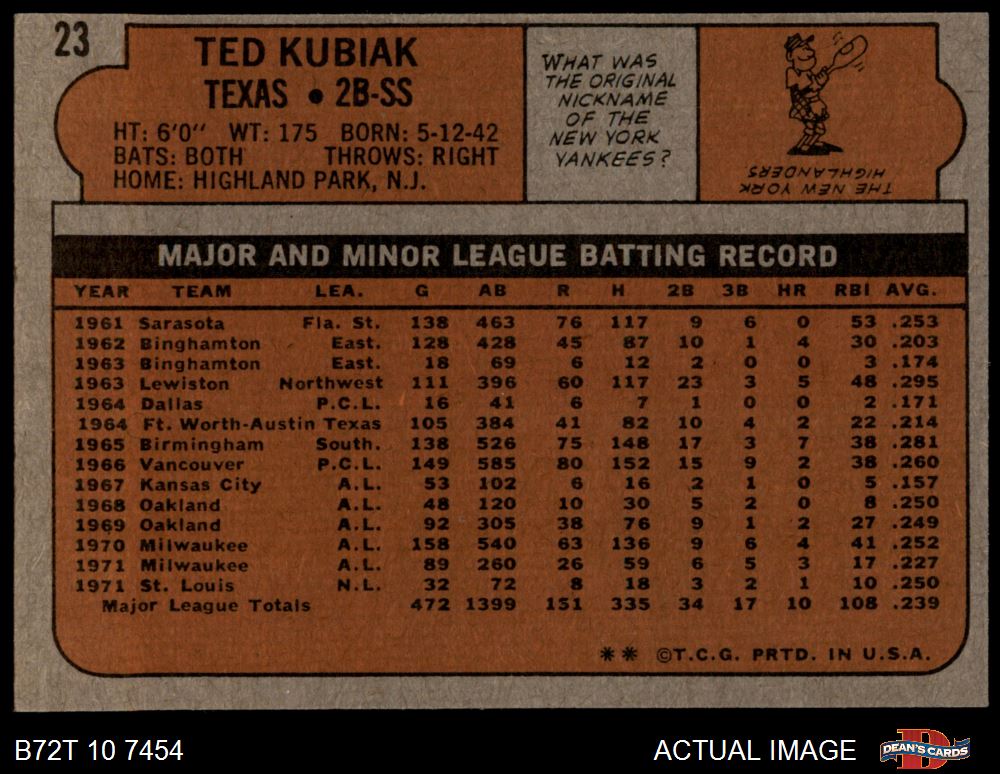 23
TED KUBIAK
TEXAS • 2B-SS
HT: 6'0" WT: 175 BORN: 5-12-42
BATS: BOTH THROWS: RIGHT
HOME: HIGHLAND PARK, N.J.
WHAT WAS
THE ORIGINAL
NICKNAME
OF THE
NEW YORK
YANKEES?
THE NEW YORK
HIGHLANDERS
MAJOR AND MINOR LEAGUE BATTING RECORD
YEAR TEAM LEA. G AB R H 2B 3B HR RBI AVG.
1961 Sarasota Fla. St. 138 463 76 117 9 6 0 53 .253
1962 Binghamton East. 128 428 45 87 10 1 4 30 .203
1963 Binghamton East. 18 69 6 12 2 0 0 3 .174
1963 Lewiston Northwest 111 396 60 117 23 3 5 48 .295
1964 Dallas P.C.L. 16 41 6 7 1 0 0 2 .171
1964 Ft. Worth-Austin Texas 105 384 41 82 10 4 2 22 .214
1965 Birmingham South. 138 526 75 148 17 3 7 38 .281
1966 Vancouver P.C.L. 149 585 80 152 15 9 2 38 .260
1967 Kansas City A.L. 53 102 6 16 2 1 0 5 .157
1968 Oakland A.L. 48 120 10 30 5 2 0 8 .250
1969 Oakland A.L. 92 305 38 76 9 1 2 27 .249
1970 Milwaukee A.L. 158 540 63 136 9 6 4 41 .252
1971 Milwaukee A.L. 89 260 26 59 6 5 3 17 .227
1971 St. Louis N.L. 32 72 8 18 3 2 1 10 .250
Major League Totals 472 1399 151 335 34 17 10 108 .239
** ©T.C.G. PRTD. IN U.S.A.
B72T 10 7454
ACTUAL IMAGE
DEAN'S CARDS